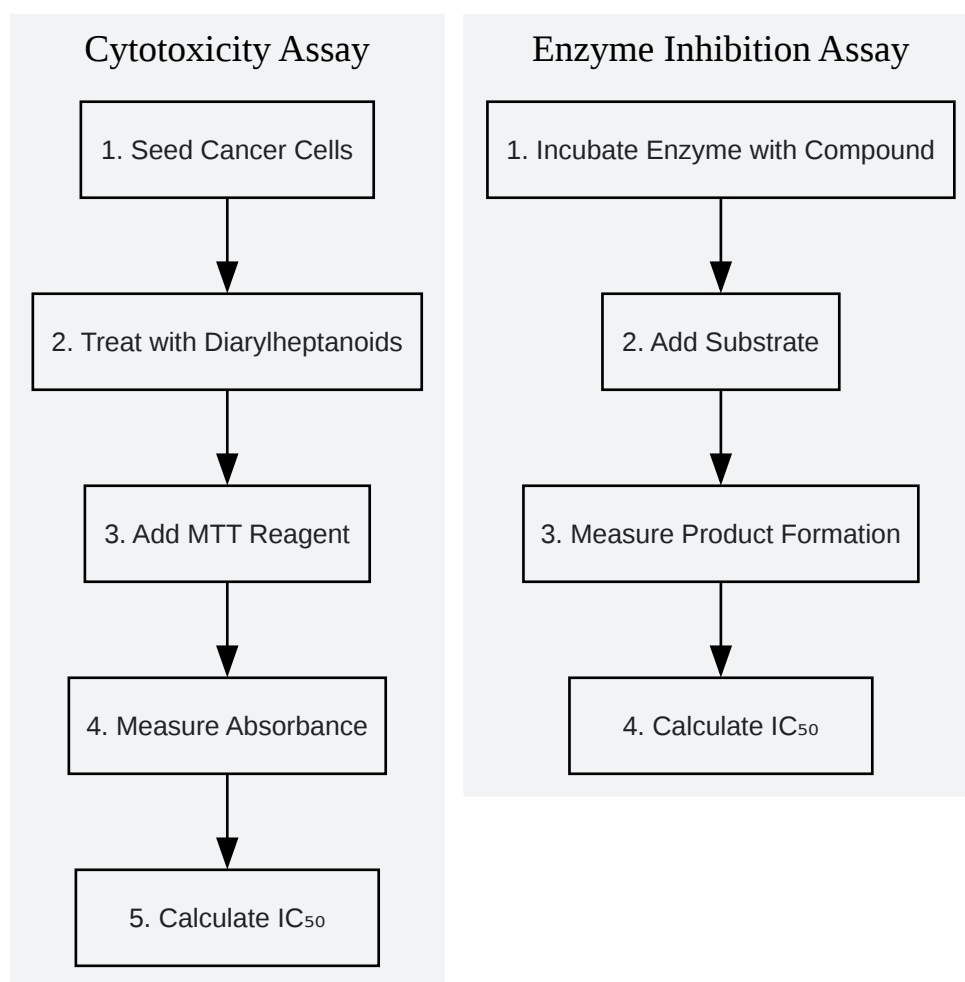 Cytotoxicity Assay
1. Seed Cancer Cells
2. Treat with Diarylheptanoids
3. Add MTT Reagent
4. Measure Absorbance
5. Calculate IC₅₀
Enzyme Inhibition Assay
1. Incubate Enzyme with Compound
2. Add Substrate
3. Measure Product Formation
4. Calculate IC₅₀